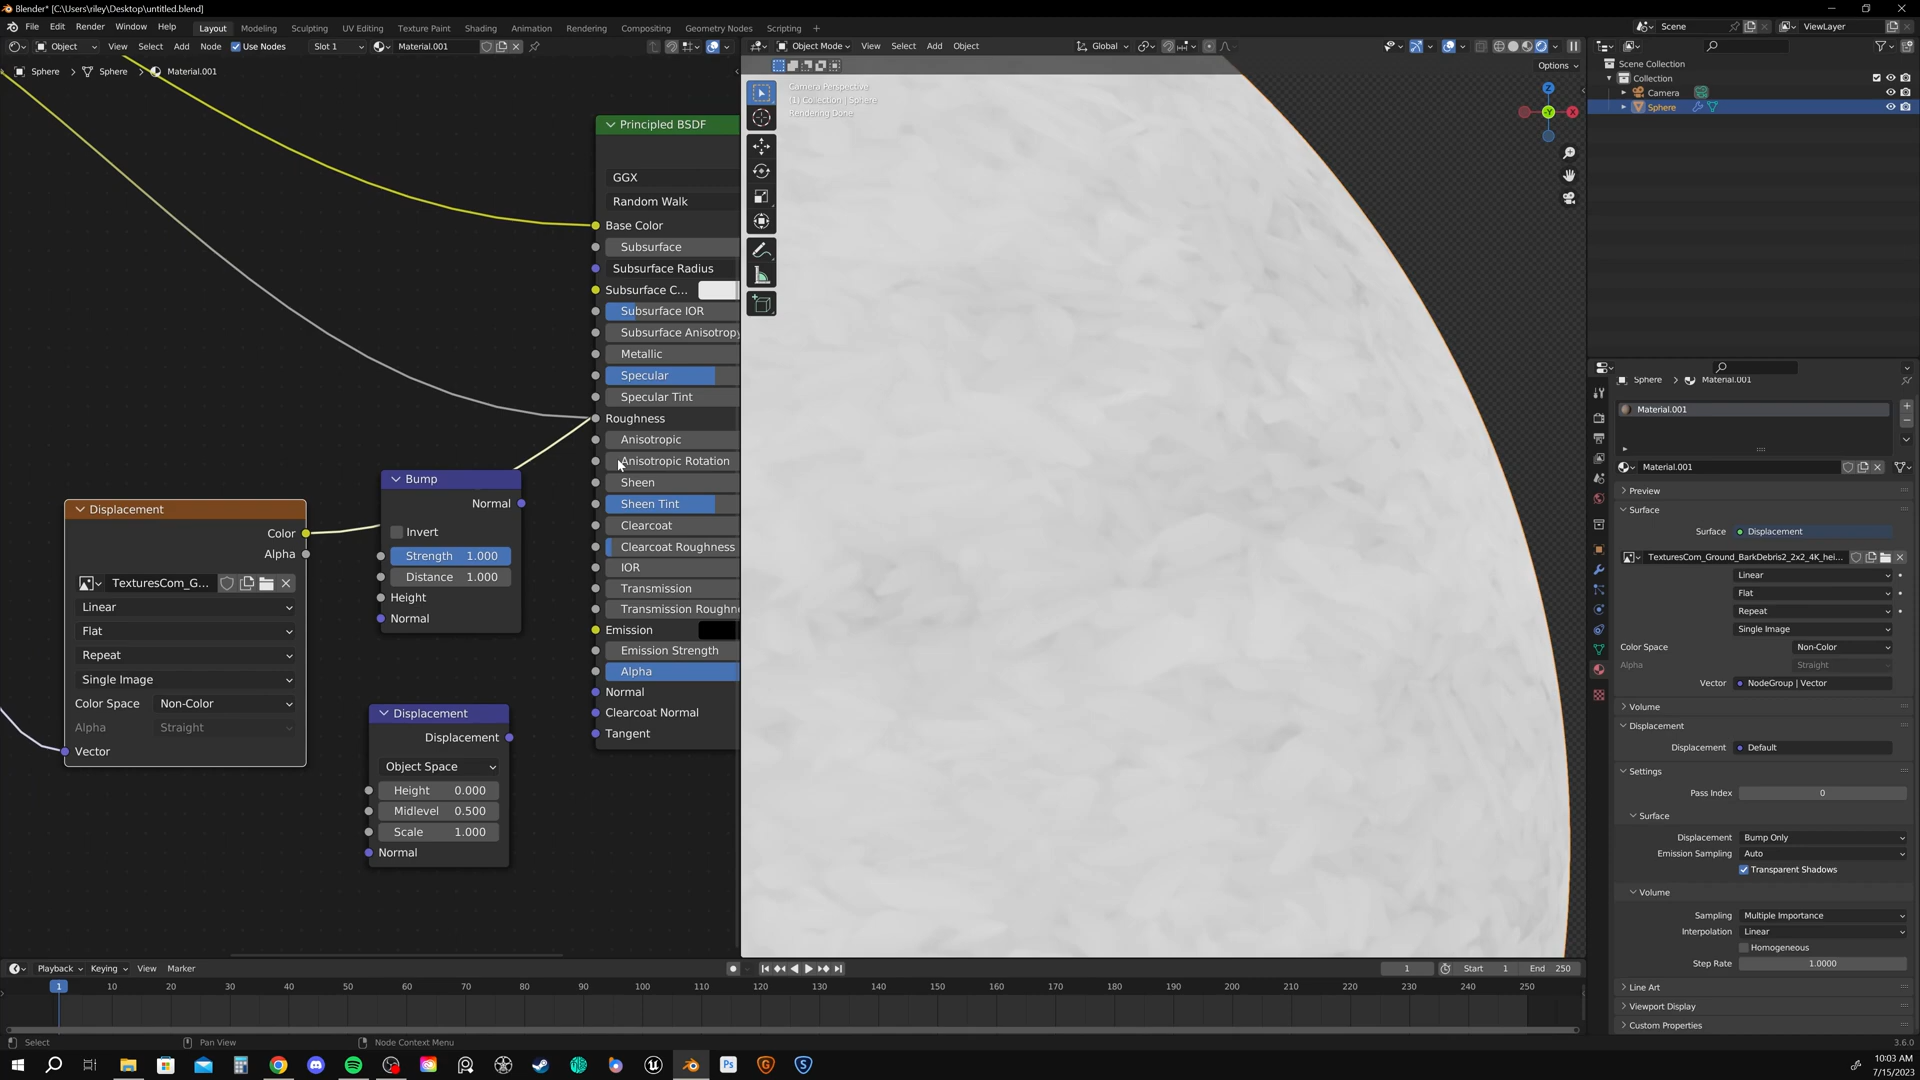 Blender* [C:\Users\riley\Desktop\untitled.blend]
File Edit Render Window Help Layout Modeling Sculpting UV Editing Texture Paint Shading Animation Rendering Compositing Geometry Nodes Scripting + Scene ViewLayer
Object View Select Add Node Use Nodes Slot 1 Material.001
Object Mode View Select Add Object Global
Sphere > Sphere > Material.001
Options
Camera Perspective
(1) Collection | Sphere
Rendering Done
Z
X
Y
Scene Collection
Collection
Camera
Sphere
Principled BSDF
GGX
Random Walk
Base Color
Subsurface
Subsurface Radius
Subsurface C...
Subsurface IOR
Subsurface Anisotropy
Metallic
Specular
Specular Tint
Roughness
Anisotropic
Anisotropic Rotation
Sheen
Sheen Tint
Clearcoat
Clearcoat Roughness
IOR
Transmission
Transmission Roughne
Emission
Emission Strength
Alpha
Normal
Clearcoat Normal
Tangent
Bump
Normal
Invert
Strength 1.000
Distance 1.000
Height
Normal
Displacement
Color
Alpha
TexturesCom_G...
Linear
Flat
Repeat
Single Image
Color Space Non-Color
Alpha Straight
Vector
Displacement
Displacement
Object Space
Height 0.000
Midlevel 0.500
Scale 1.000
Normal
Sphere > Material.001
Material.001
Material.001
Preview
Surface
Surface Displacement
TexturesCom_Ground_BarkDebris2_2x2_4K_hei...
Linear
Flat
Repeat
Single Image
Color Space Non-Color
Alpha Straight
Vector NodeGroup | Vector
Volume
Displacement
Displacement Default
Settings
Pass Index 0
Surface
Displacement Bump Only
Emission Sampling Auto
Transparent Shadows
Volume
Sampling Multiple Importance
Interpolation Linear
Homogeneous
Step Rate 1.0000
Line Art
Viewport Display
Custom Properties
Playback Keying View Marker 1 Start 1 End 250
1 10 20 30 40 50 60 70 80 90 100 110 120 130 140 150 160 170 180 190 200 210 220 230 240 250
Select Pan View Node Context Menu 3.6.0
Ps G S
10:03 AM
7/15/2023